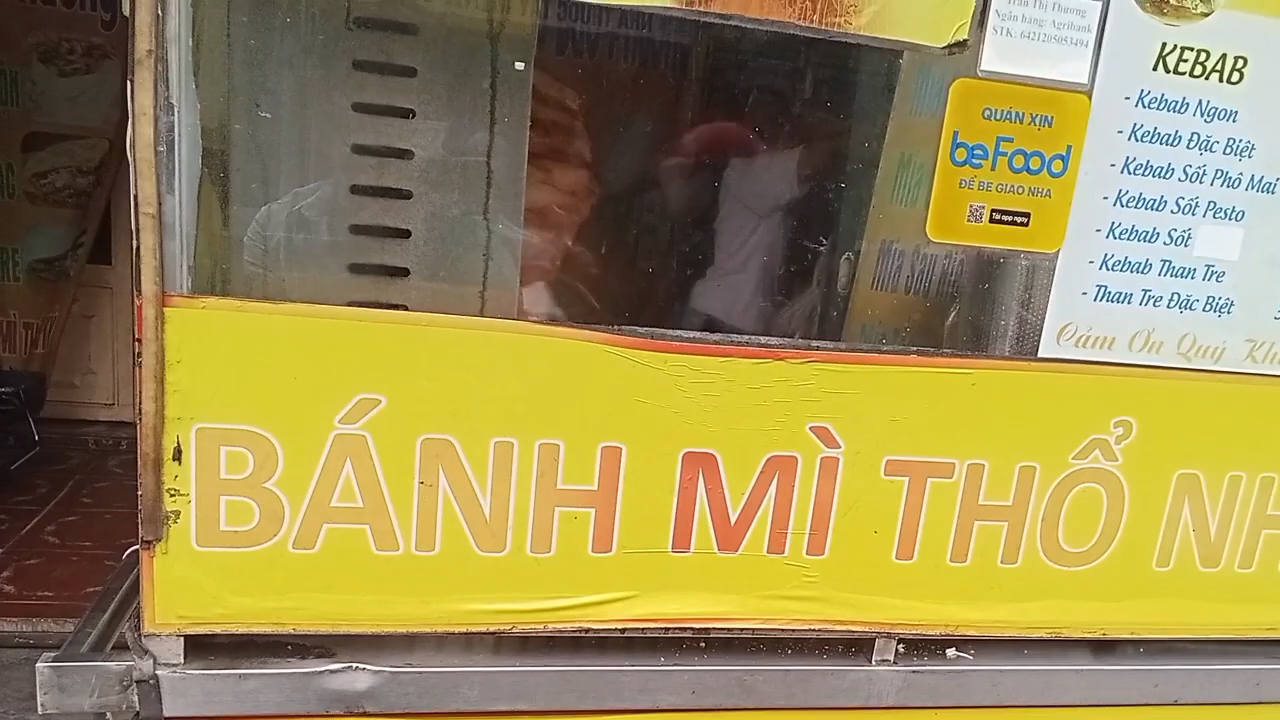 Trần Thị Thương
Ngân hàng: Agribank
STK: 6421205053494
QUÁN XỊN
beFood
ĐỂ BE GIAO NHA
Tải app ngay
KEBAB
- Kebab Ngon
- Kebab Đặc Biệt
- Kebab Sốt Phô Mai
- Kebab Sốt Pesto
- Kebab Sốt
- Kebab Than Tre
- Than Tre Đặc Biệt
Cảm Ơn Quý Kh
BÁNH MÌ THỔ NH